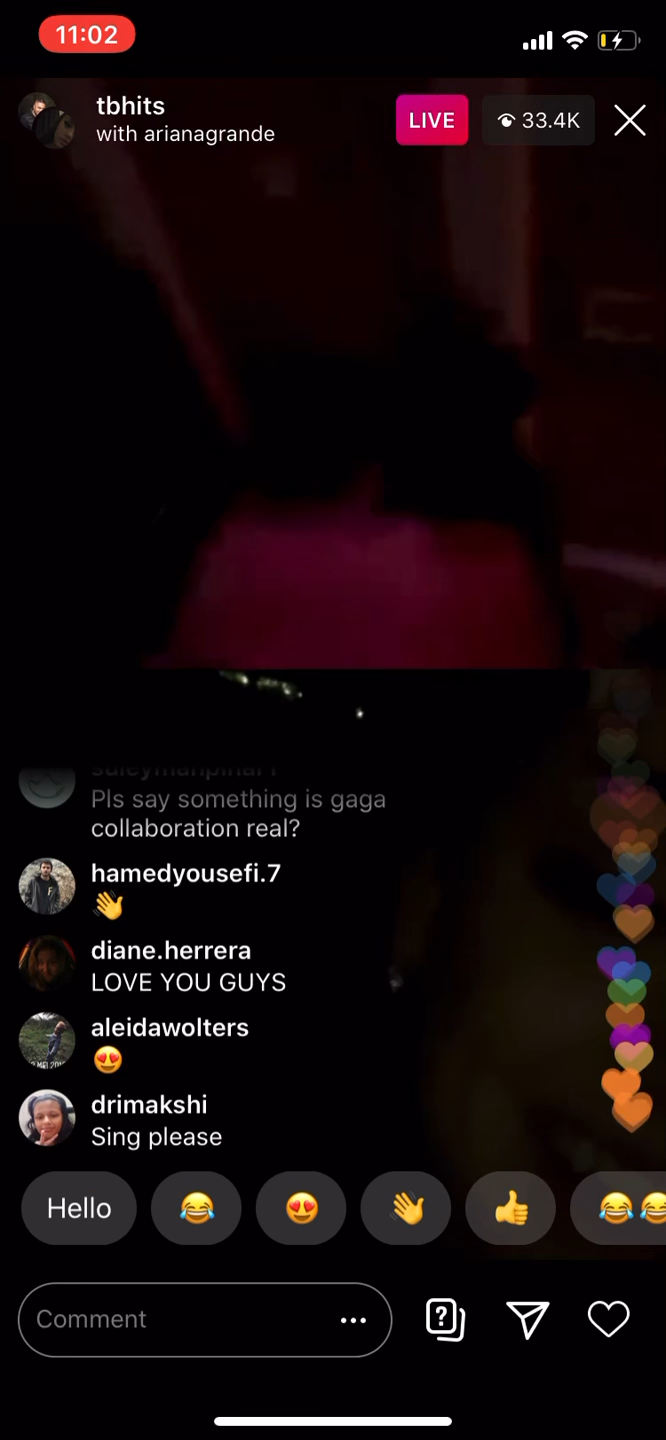 11:02
tbhits
with arianagrande
LIVE
33.4K
Pls say something is gaga
collaboration real?
hamedyousefi.7
👋
diane.herrera
LOVE YOU GUYS
aleidawolters
😍
drimakshi
Sing please
Hello 😂 😍 👋 👍 😂😂
Comment